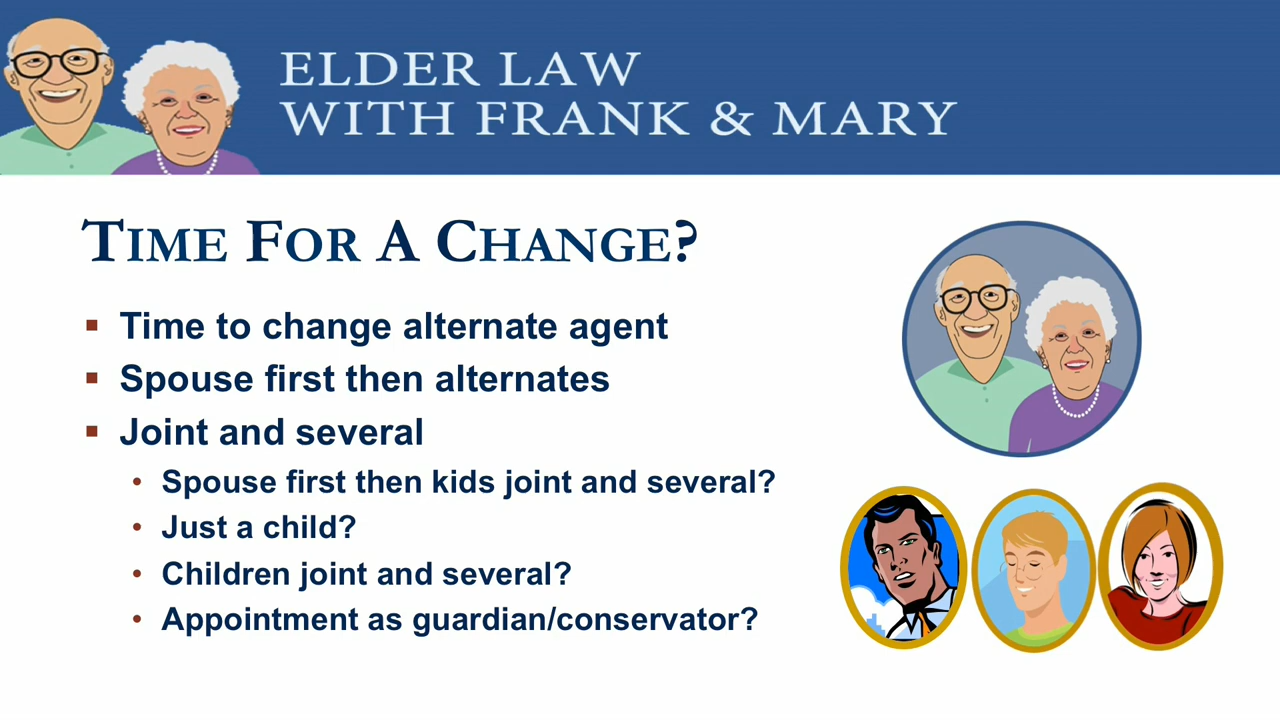 ELDER LAW
WITH FRANK & MARY
TIME FOR A CHANGE?
▪ Time to change alternate agent
▪ Spouse first then alternates
▪ Joint and several
• Spouse first then kids joint and several?
• Just a child?
• Children joint and several?
• Appointment as guardian/conservator?